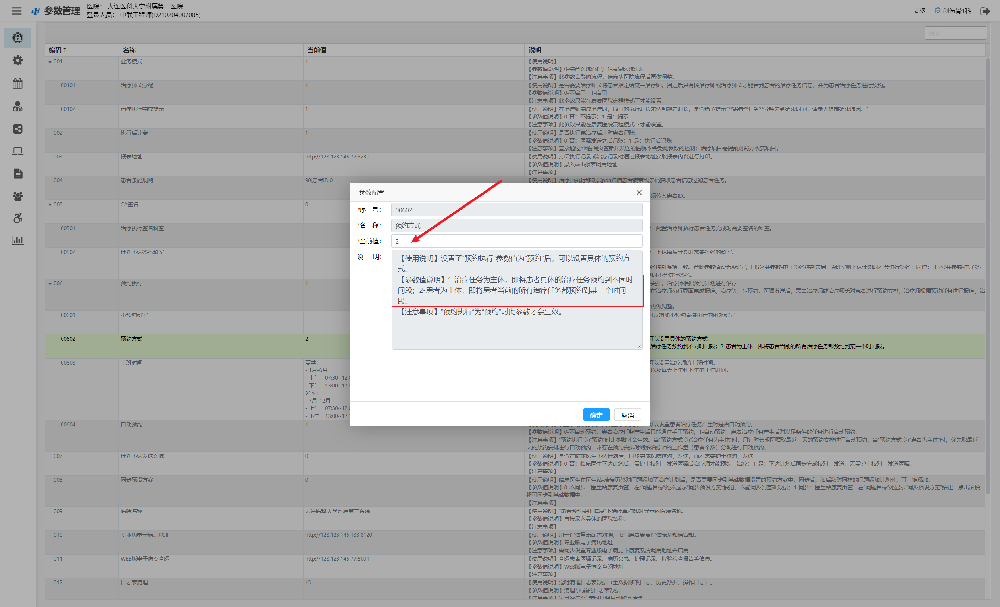 参数管理
医院： 大连医科大学附属第二医院
登录人员： 中联工程师(D210204007085)
更多 创伤骨1科
搜索
编码↑ 名称 当前值 说明
▼ 001 业务模式 1 【使用说明】
【参数值说明】0-综合医院流程；1-康复医院流程
【注意事项】此参数会影响流程，请确认医院流程后再做调整。
00101 治疗师长分配 1 【使用说明】是否需要治疗师长将患者指定给某一治疗师，指定后只有该治疗师或治疗师长才能看到患者的治疗任务信息，并为患者治疗任务进行预约。
【参数值说明】0-不启用；1-启用
【注意事项】此参数只能在康复医院流程模式下才能设置。
00102 治疗执行完成提示 1 【使用说明】在治疗师完成治疗时，项目的执行时长未达到规定时长，是否给予提示“**患者**任务**分钟未到结束时间，请录入提前结束原因。”
【参数值说明】0-否：不提示；1-是：提示
【注意事项】此参数只能在康复医院流程模式下才能设置。
002 执行后计费 1 【使用说明】是否执行完治疗后才对患者记账。
【参数值说明】0-否：医嘱发送之后记账；1-是：执行后记账
【注意事项】直接通过his医嘱页签新开发送的医嘱不会受此参数的控制；治疗项目需提前对照好收费项目。
003 报表地址 http://123.123.145.77:8230 【使用说明】打印执行记录或治疗记录时通过报表地址获取报表内容进行打印。
【参数值说明】录入web报表调用地址
【注意事项】
004 患者条码规则 90|患者ID|0 【使用说明】治疗师执行移动端pda扫描患者腕带或条码获取患者信息过滤患者任务。
须传入患者ID。
▼ 005 CA签名 0
00501 治疗执行签名科室 ，配置治疗师执行患者任务完成时需要签名的科室。
00502 计划下达签名科室 ，下达康复计划时需要签名的科室。
名控制保持一致。若此参数值设为A科室，HIS公共参数-电子签名控制未启用A科室则下达计划时不会进行签名；同理：HIS公共参数-电子签
时不会进行签名。
▼ 006 预约执行 1 安排，治疗师根据预约计划进行治疗
在治疗师执行界面完成报道、治疗等；1-预约：医嘱发送后，需由治疗师或治疗师长对患者进行预约安排，治疗师根据预约任务进行报道、治
再做调整。
00601 不预约科室 可以增加不预约直接执行的例外科室
00602 预约方式 2 可以设置具体的预约方式。
治疗任务预约到不同时间段；2-患者为主体，即将患者当前的所有治疗任务都预约到某一个时间段。
00603 上班时间 夏季： 可以设置治疗师的上班时间。
- 1月-6月 以及每天上午和下午的工作时间。
- 上午：07:30~12:0
- 下午：13:00~17:3
冬季：
- 7月-12月
- 上午：07:30~12:0
- 下午：13:00~17:3
参数配置
*序 号： 00602
*名 称： 预约方式
*当前值： 2
说 明： 【使用说明】设置了“预约执行”参数值为“预约”后，可以设置具体的预约方
式。
【参数值说明】1-治疗任务为主体，即将患者具体的治疗任务预约到不同时
间段；2-患者为主体，即将患者当前的所有治疗任务都预约到某一个时间
段。
【注意事项】“预约执行”为“预约”时此参数才会生效。
确定 取消
00604 自动预约 1 可以设置患者治疗任务产生时是否自动预约。
【参数值说明】0-不自动预约：患者治疗任务产生后只能通过手工预约；1-自动预约：患者治疗任务产生后对满足条件的任务进行自动预约。
【注意事项】“预约执行”为“预约”时此参数才会生效。当“预约方式”为“治疗任务为主体”时，只针对长期医嘱取最近一天的预约安排进行自动预约；当“预约方式”为“患者为主体”时，优先取最近一
天的预约安排进行自动预约，不存在预约安排时则按治疗师的工作量（患者个数）分配进行自动预约。
007 计划下达发送医嘱 0 【使用说明】是否在临床医生下达计划后，同步完成医嘱校对、发送，而不需要护士校对、发送
【参数值说明】0-否：临床医生下达计划后，需护士校对、发送医嘱后治疗师才能预约、治疗；1-是：下达计划后同步完成校对、发送，无需护士校对、发送医嘱。
【注意事项】
008 同步预设方案 0 【使用说明】临床医生在医生站-康复页签对问题添加了治疗计划后，是否需要同步到基础数据设置的预约方案中，同步后，如后续对同样的问题添加计划时，可一键添加。
【参数值说明】0-不同步：医生站康复页签，在“问题目标”处不显示“同步预设方案”按钮，不能同步到基础数据；1-同步：医生站康复页签，在“问题目标”处显示“同步预设方案”按钮，点击该按
钮可同步到基础数据中。
【注意事项】
009 医院名称 大连医科大学附属第二医院 【使用说明】“患者预约安排模块”下治疗单打印时显示的医院名称。
【参数值说明】直接录入具体的医院名称。
【注意事项】
010 专业版电子病历地址 http://123.123.145.133:8120 【使用说明】用于评估量表配置对照；书写患者康复评估表及知情告知。
【参数值说明】专业版电子病历地址
【注意事项】需同步设置专业版电子病历下康复系统调用地址并启用
011 WEB版电子病案查阅 http://123.123.145.77:5001 【使用说明】查阅患者医嘱记录、病历文书、护理记录、检验检查报告等信息。
【参数值说明】WEB版电子病案查阅地址
【注意事项】
012 日志表清理 15 【使用说明】定时清理日志表数据（主数据修改日志、历史数据、操作日志）。
【参数值说明】清理*天前的日志表数据
【注意事项】每日凌晨3点定时任务自动触发清理